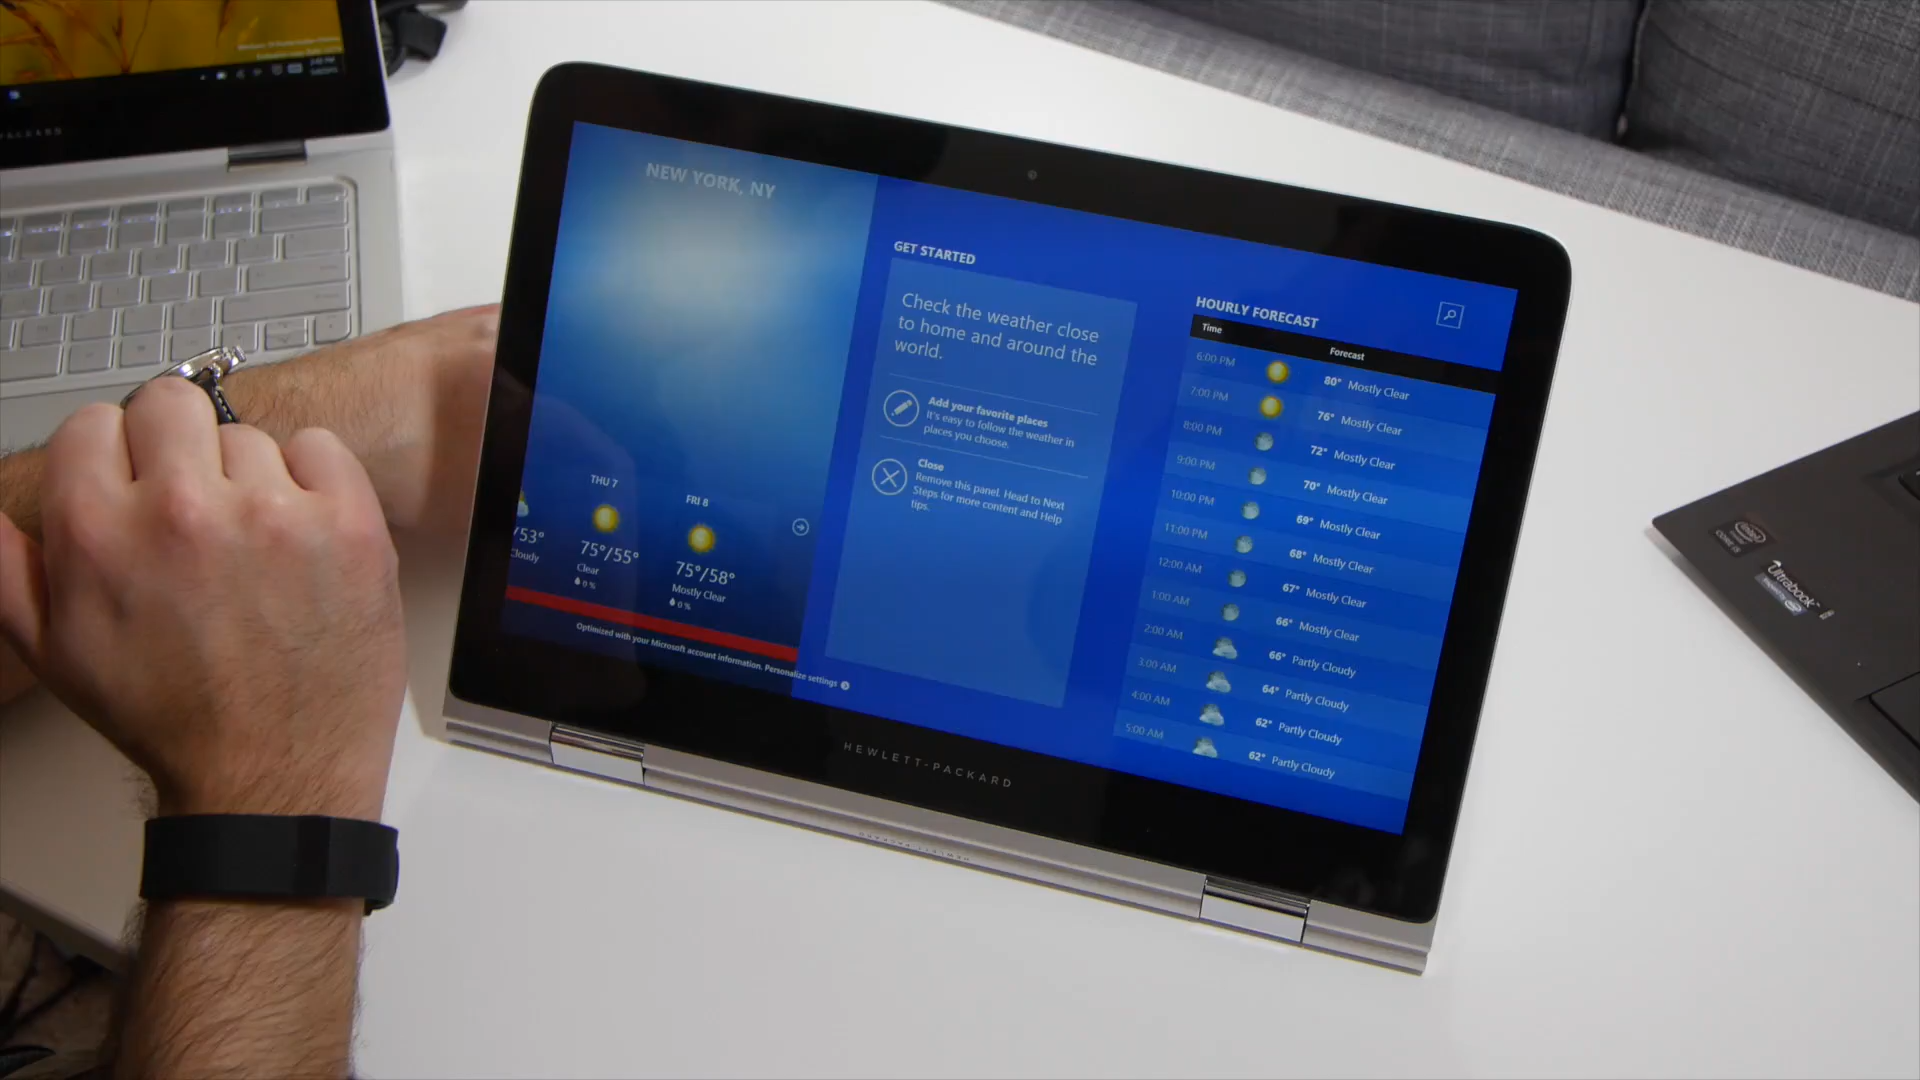 NEW YORK, NY
THU 7
FRI 8
/53°
Cloudy
75°/55°
Clear
0 %
75°/58°
Mostly Clear
0 %
Optimized with your Microsoft account information. Personalize settings
GET STARTED
Check the weather close
to home and around the
world.
Add your favorite places
It's easy to follow the weather in
places you choose.
Close
Remove this panel. Head to Next
Steps for more content and Help
tips.
HOURLY FORECAST
Time Forecast
6:00 PM 80° Mostly Clear
7:00 PM 76° Mostly Clear
8:00 PM 72° Mostly Clear
9:00 PM 70° Mostly Clear
10:00 PM 69° Mostly Clear
11:00 PM 68° Mostly Clear
12:00 AM 67° Mostly Clear
1:00 AM 66° Mostly Clear
2:00 AM 66° Partly Cloudy
3:00 AM 64° Partly Cloudy
4:00 AM 62° Partly Cloudy
5:00 AM 62° Partly Cloudy
HEWLETT-PACKARD
HEWLETT-PACKARD
CORE i5
Ultrabook